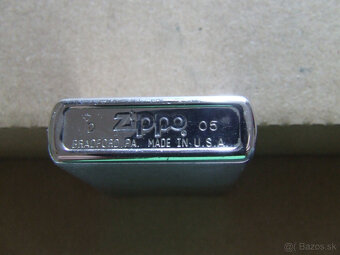 Zippo 05
BRADFORD, PA. MADE IN U.S.A.
Bazos.sk